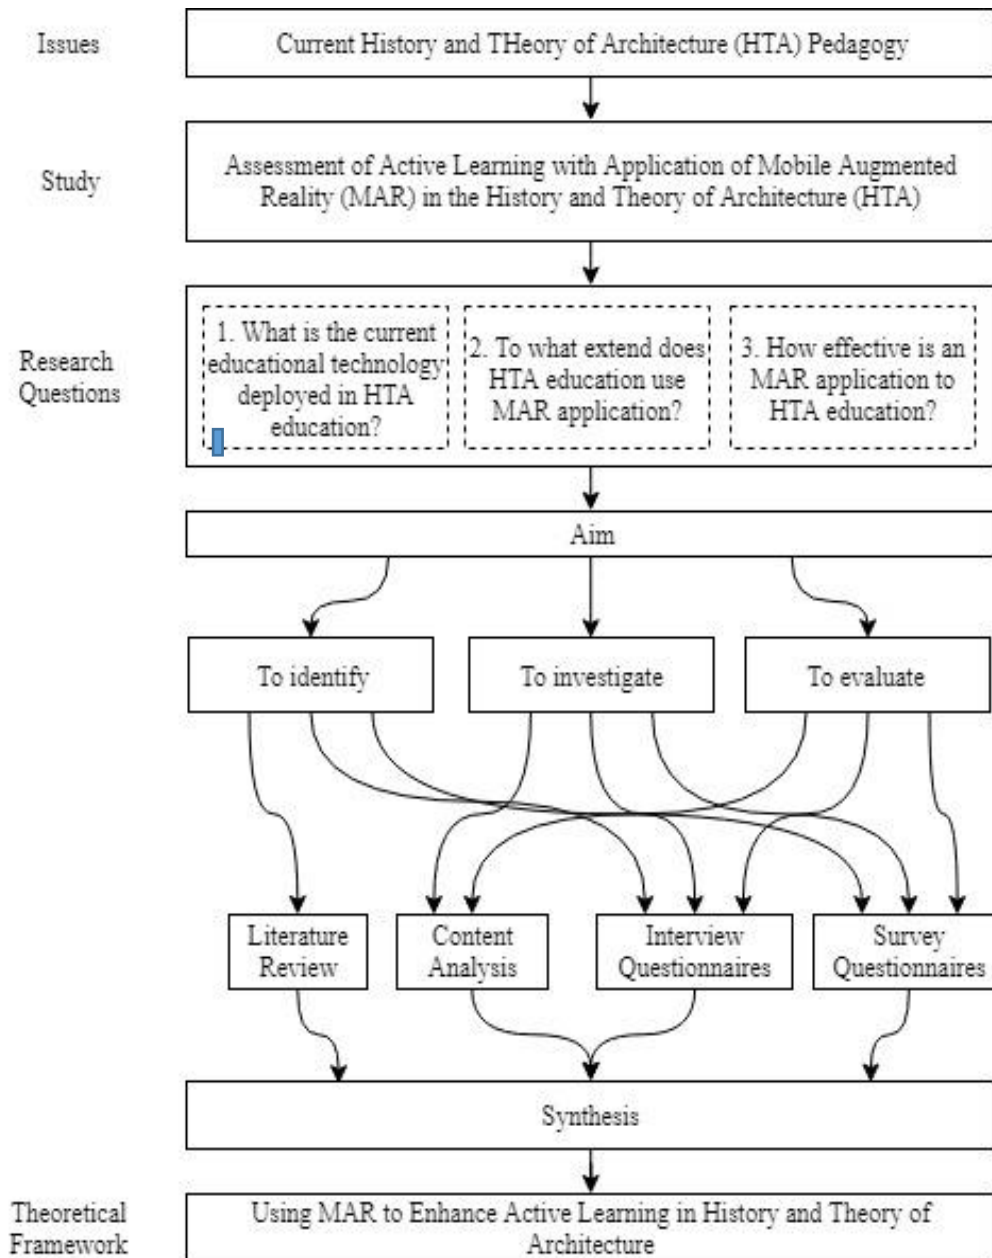 Issues
Current History and THeory of Architecture (HTA) Pedagogy
Study
Assessment of Active Learning with Application of Mobile Augmented
Reality (MAR) in the History and Theory of Architecture (HTA)
Research
Questions
1. What is the current
educational technology
deployed in HTA
education?
2. To what extend does
HTA education use
MAR application?
3. How effective is an
MAR application to
HTA education?
Aim
To identify
To investigate
To evaluate
Literature
Review
Content
Analysis
Interview
Questionnaires
Survey
Questionnaires
Synthesis
Theoretical
Framework
Using MAR to Enhance Active Learning in History and Theory of
Architecture